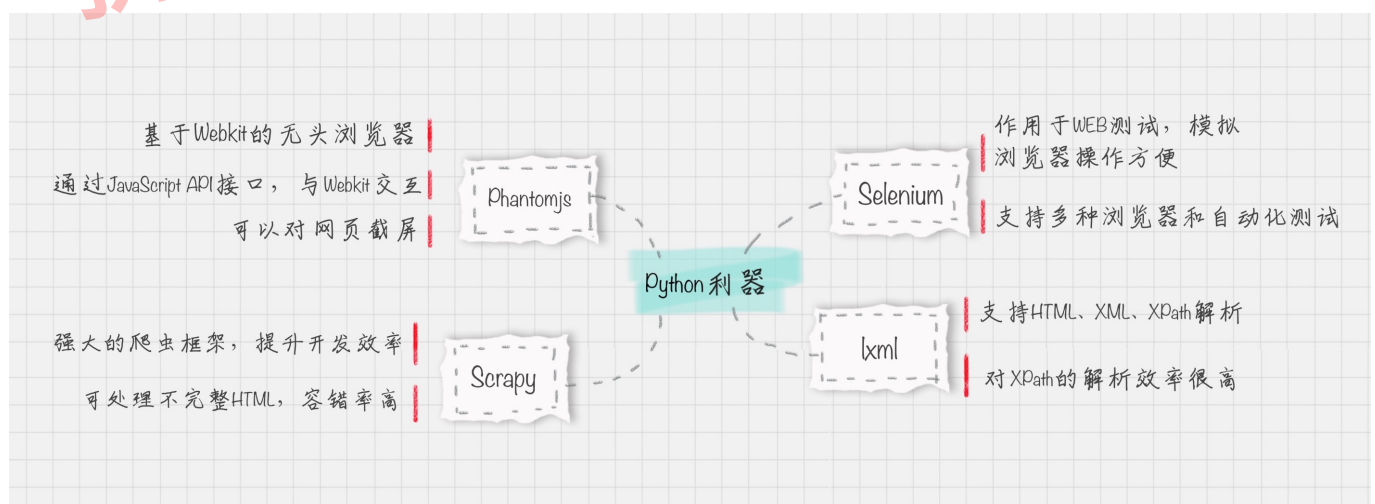 基于Webkit的无头浏览器
通过JavaScript API接口，与Webkit交互
可以对网页截屏
Phantomjs
作用于WEB测试，模拟
浏览器操作方便
支持多种浏览器和自动化测试
Selenium
Python利器
强大的爬虫框架，提升开发效率
可处理不完整HTML，容错率高
Scrapy
支持HTML、XML、XPath解析
对XPath的解析效率很高
lxml